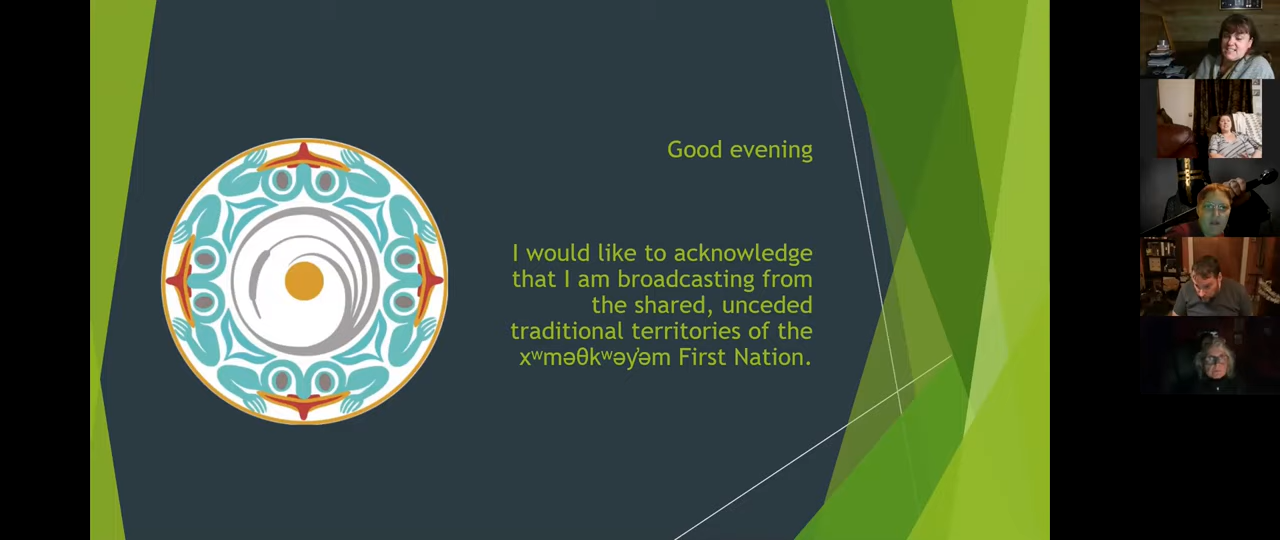 Good evening
I would like to acknowledge
that I am broadcasting from
the shared, unceded
traditional territories of the
xʷməθkʷəy̓əm First Nation.